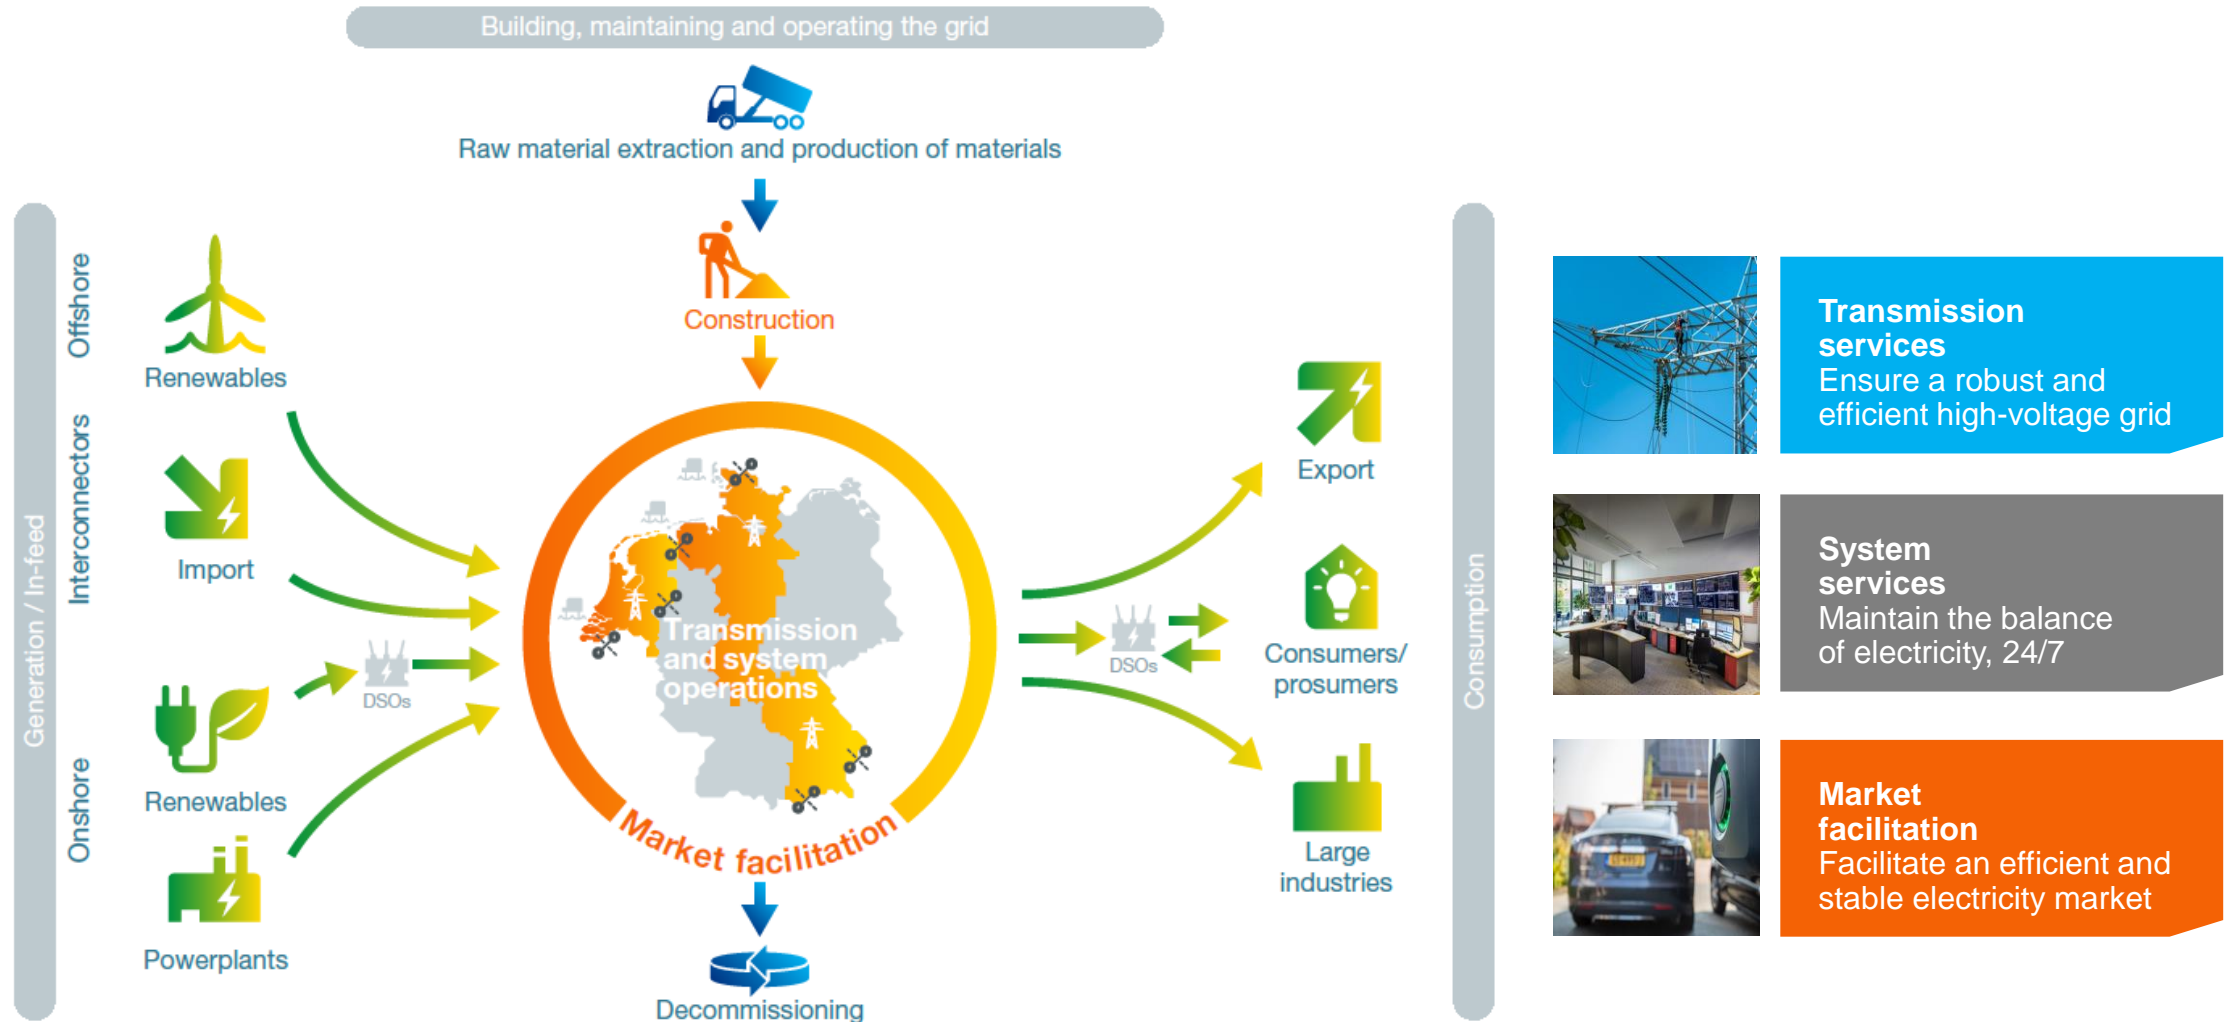 Building, maintaining and operating the grid
Raw material extraction and production of materials
Construction
Generation / In-feed
Offshore
Renewables
Interconnectors
Import
DSOs
Onshore
Renewables
Powerplants
Transmission
and system
operations
Market facilitation
Decommissioning
Export
DSOs
Consumers/
prosumers
Large
industries
Consumption
Transmission
services
Ensure a robust and
efficient high-voltage grid
System
services
Maintain the balance
of electricity, 24/7
Market
facilitation
Facilitate an efficient and
stable electricity market